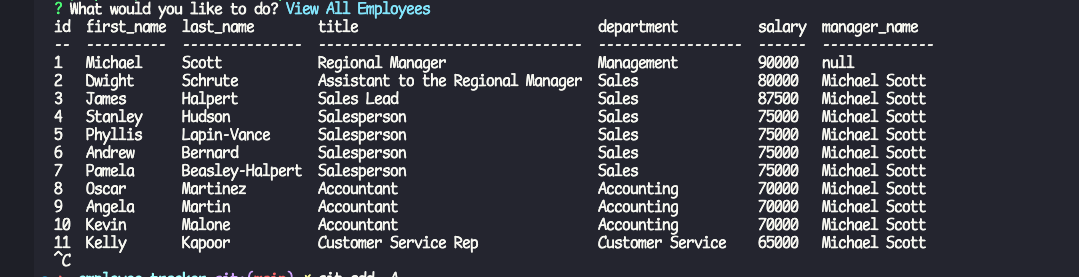 ? What would you like to do? View All Employees
id first_name last_name title department salary manager_name
-- ---------- --------------- --------------------------------- ------------------ ------ --------------
1 Michael Scott Regional Manager Management 90000 null
2 Dwight Schrute Assistant to the Regional Manager Sales 80000 Michael Scott
3 James Halpert Sales Lead Sales 87500 Michael Scott
4 Stanley Hudson Salesperson Sales 75000 Michael Scott
5 Phyllis Lapin-Vance Salesperson Sales 75000 Michael Scott
6 Andrew Bernard Salesperson Sales 75000 Michael Scott
7 Pamela Beasley-Halpert Salesperson Sales 75000 Michael Scott
8 Oscar Martinez Accountant Accounting 70000 Michael Scott
9 Angela Martin Accountant Accounting 70000 Michael Scott
10 Kevin Malone Accountant Accounting 70000 Michael Scott
11 Kelly Kapoor Customer Service Rep Customer Service 65000 Michael Scott
^C
employee-tracker git:(main) git add -A